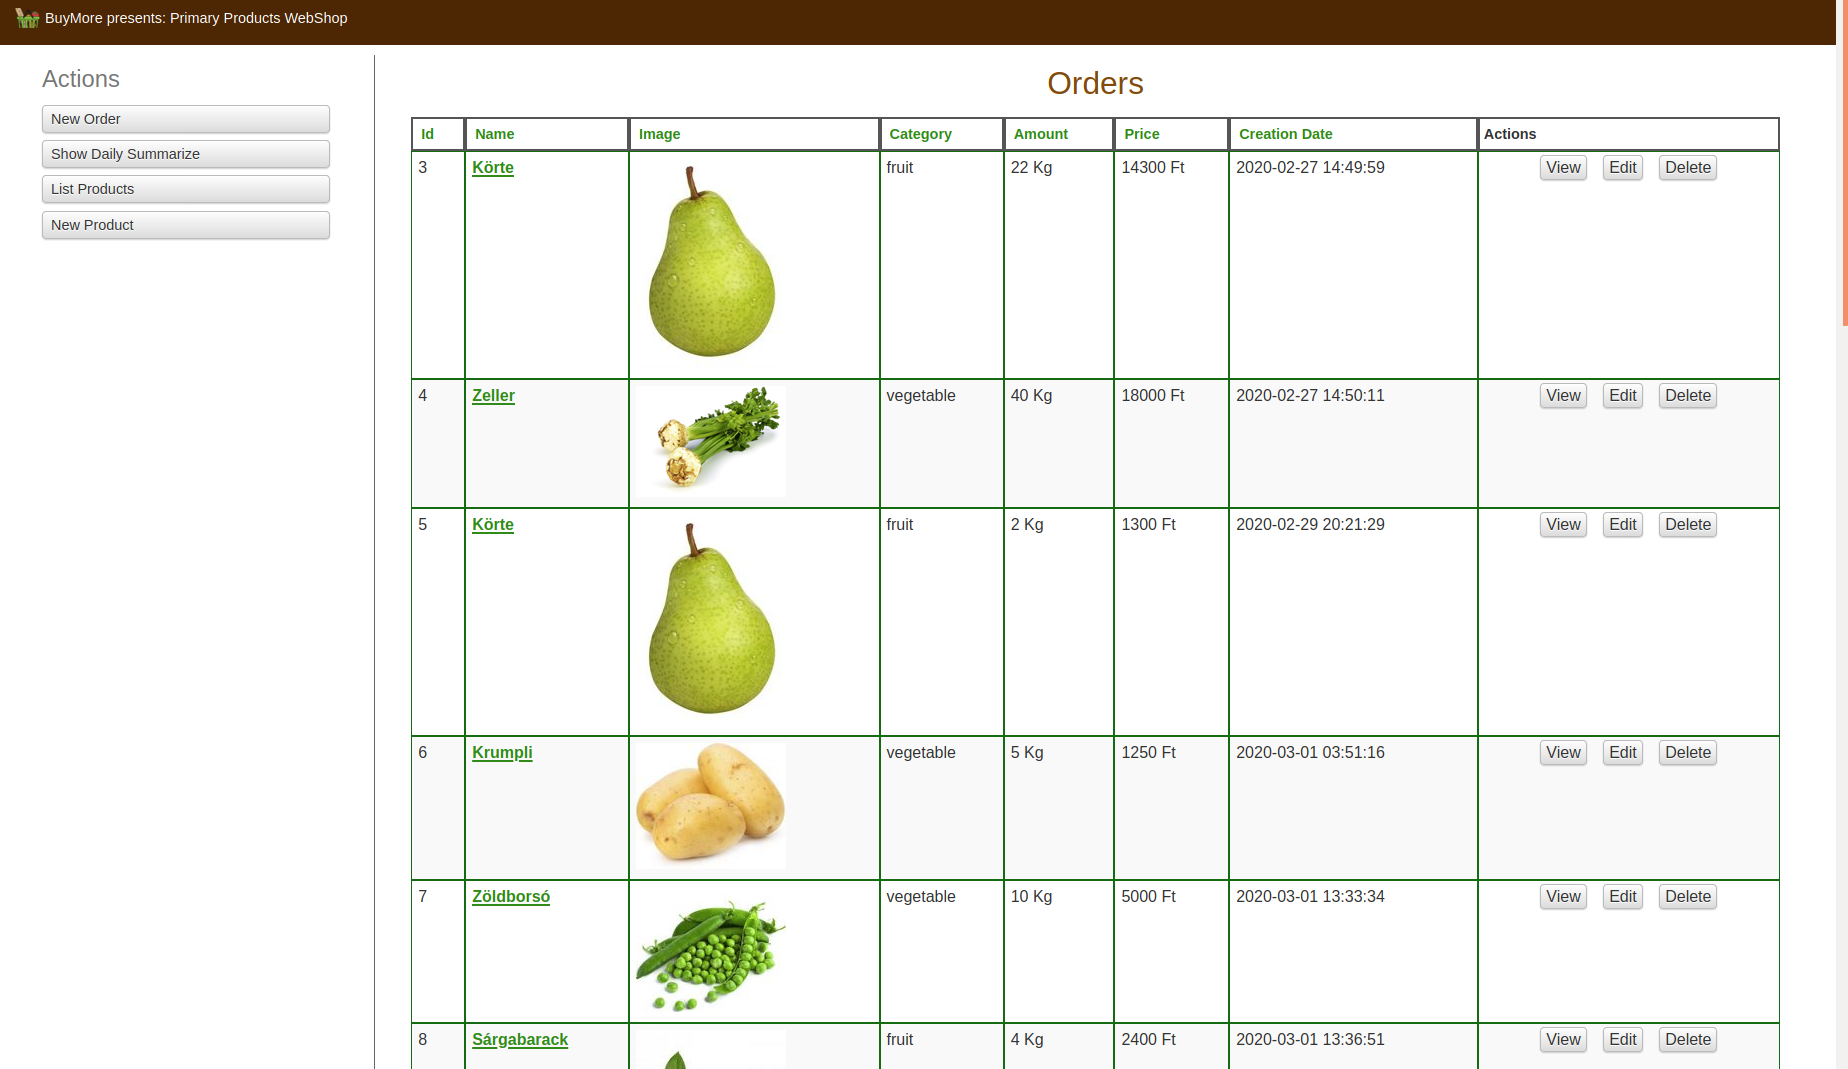 BuyMore presents: Primary Products WebShop
Actions
New Order
Show Daily Summarize
List Products
New Product
Orders
Id Name Image Category Amount Price Creation Date Actions
3 Körte fruit 22 Kg 14300 Ft 2020-02-27 14:49:59 View Edit Delete
4 Zeller vegetable 40 Kg 18000 Ft 2020-02-27 14:50:11 View Edit Delete
5 Körte fruit 2 Kg 1300 Ft 2020-02-29 20:21:29 View Edit Delete
6 Krumpli vegetable 5 Kg 1250 Ft 2020-03-01 03:51:16 View Edit Delete
7 Zöldborsó vegetable 10 Kg 5000 Ft 2020-03-01 13:33:34 View Edit Delete
8 Sárgabarack fruit 4 Kg 2400 Ft 2020-03-01 13:36:51 View Edit Delete